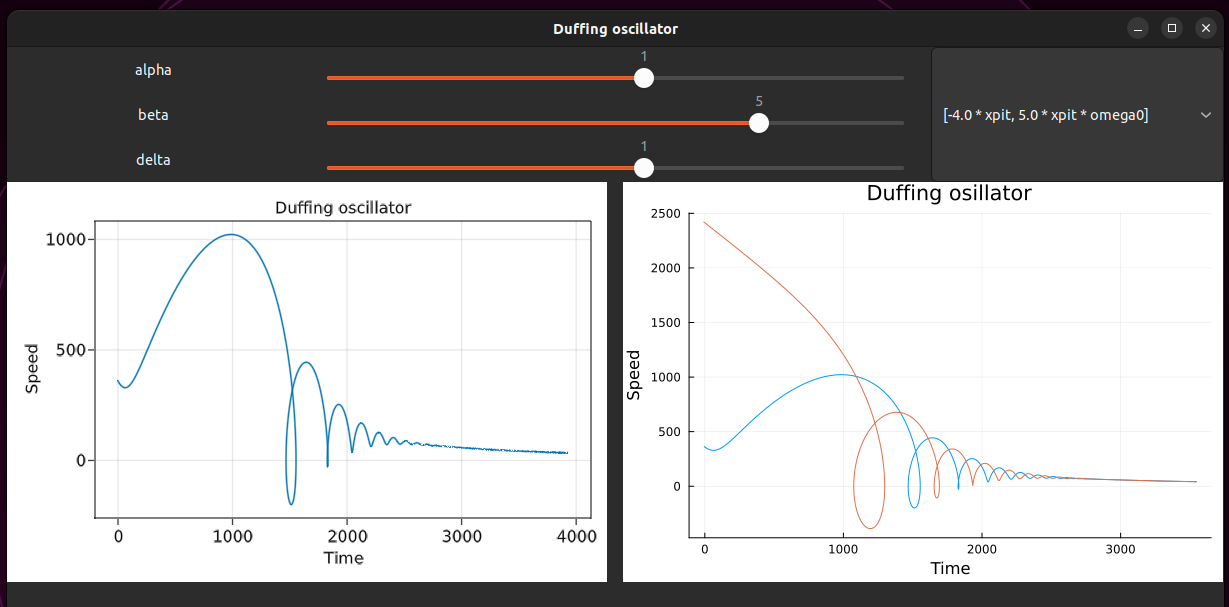 Duffing oscillator
alpha
1
beta
5
delta
1
[-4.0 * xpit, 5.0 * xpit * omega0]
Duffing oscillator
1000
500
0
Speed
0 1000 2000 3000 4000
Time
Duffing osillator
2500
2000
1500
1000
500
0
Speed
0 1000 2000 3000
Time